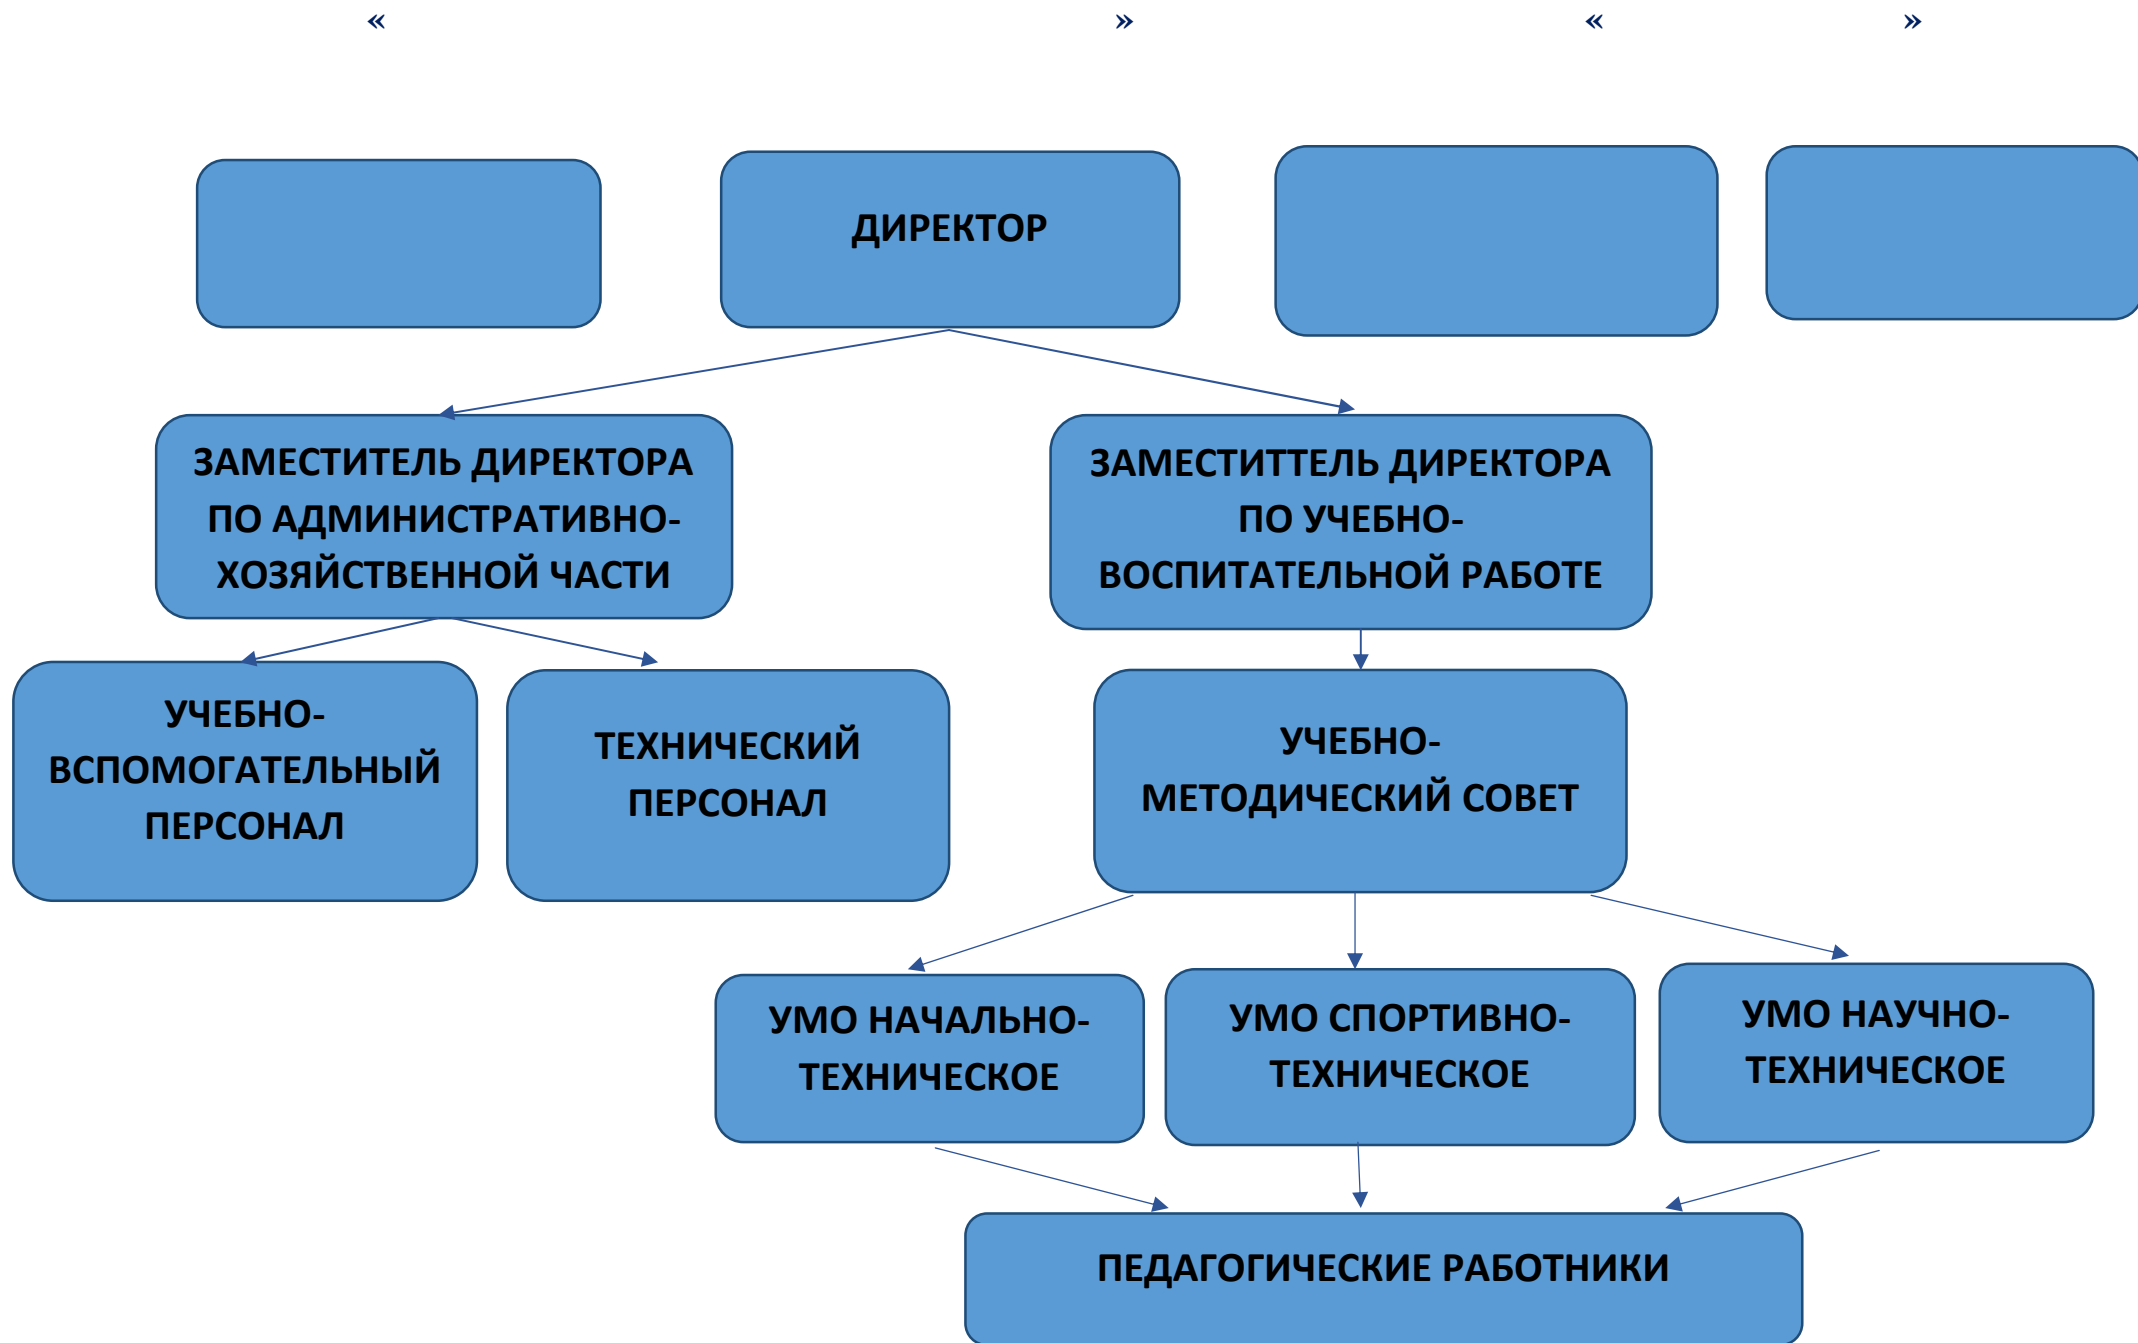 « » « »
ДИРЕКТОР
ЗАМЕСТИТЕЛЬ ДИРЕКТОРА
ПО АДМИНИСТРАТИВНО-
ХОЗЯЙСТВЕННОЙ ЧАСТИ
ЗАМЕСТИТТЕЛЬ ДИРЕКТОРА
ПО УЧЕБНО-
ВОСПИТАТЕЛЬНОЙ РАБОТЕ
УЧЕБНО-
ВСПОМОГАТЕЛЬНЫЙ
ПЕРСОНАЛ
ТЕХНИЧЕСКИЙ
ПЕРСОНАЛ
УЧЕБНО-
МЕТОДИЧЕСКИЙ СОВЕТ
УМО НАЧАЛЬНО-
ТЕХНИЧЕСКОЕ
УМО СПОРТИВНО-
ТЕХНИЧЕСКОЕ
УМО НАУЧНО-
ТЕХНИЧЕСКОЕ
ПЕДАГОГИЧЕСКИЕ РАБОТНИКИ